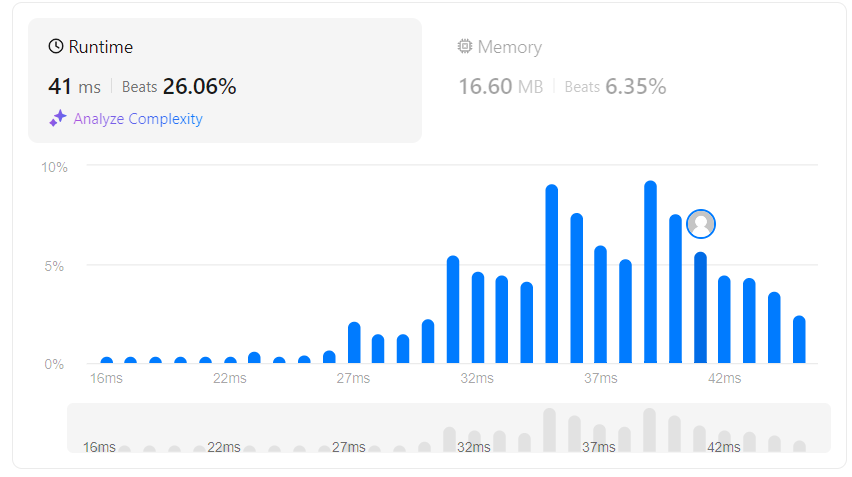 Runtime
41 ms | Beats 26.06%
Analyze Complexity
Memory
16.60 MB | Beats 6.35%
10%
5%
0%
16ms 22ms 27ms 32ms 37ms 42ms
16ms 22ms 27ms 32ms 37ms 42ms